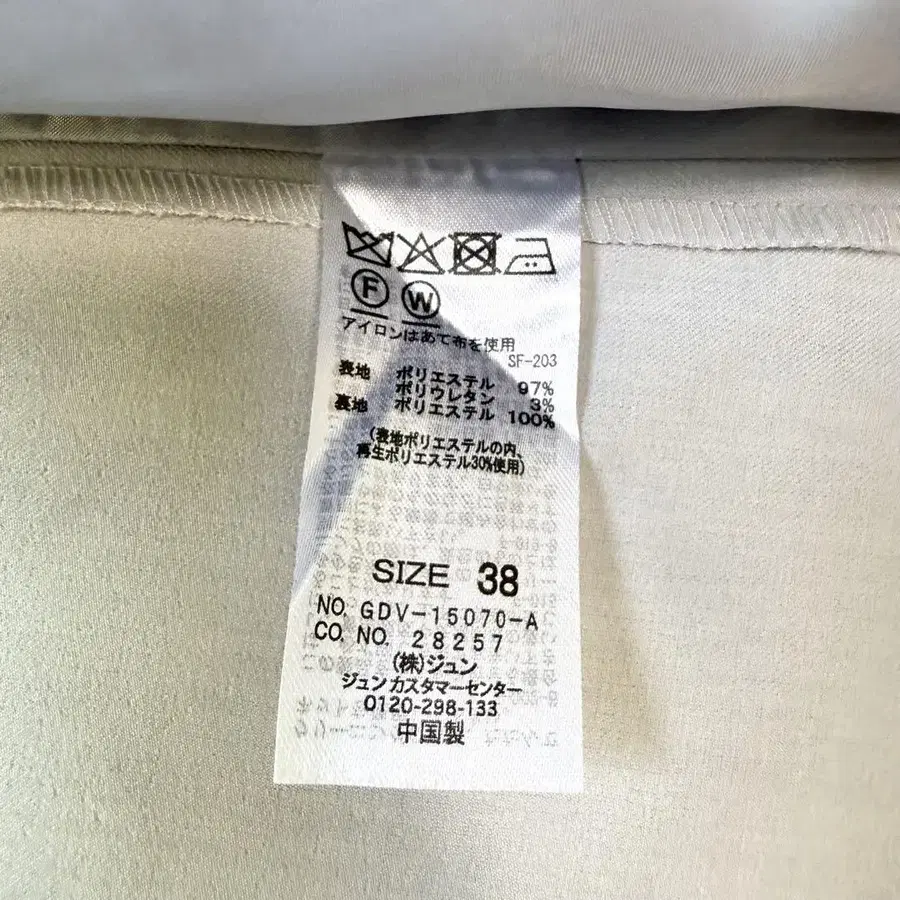 F W
アイロンはあて布を使用
SF-203
表地 ポリエステル 97%
ポリウレタン 3%
裏地 ポリエステル 100%
(表地ポリエステルの内、
再生ポリエステル30%使用)
SIZE 38
NO. GDV-15070-A
CO. NO. 28257
(株)ジュン
ジュンカスタマーセンター
0120-298-133
中国製